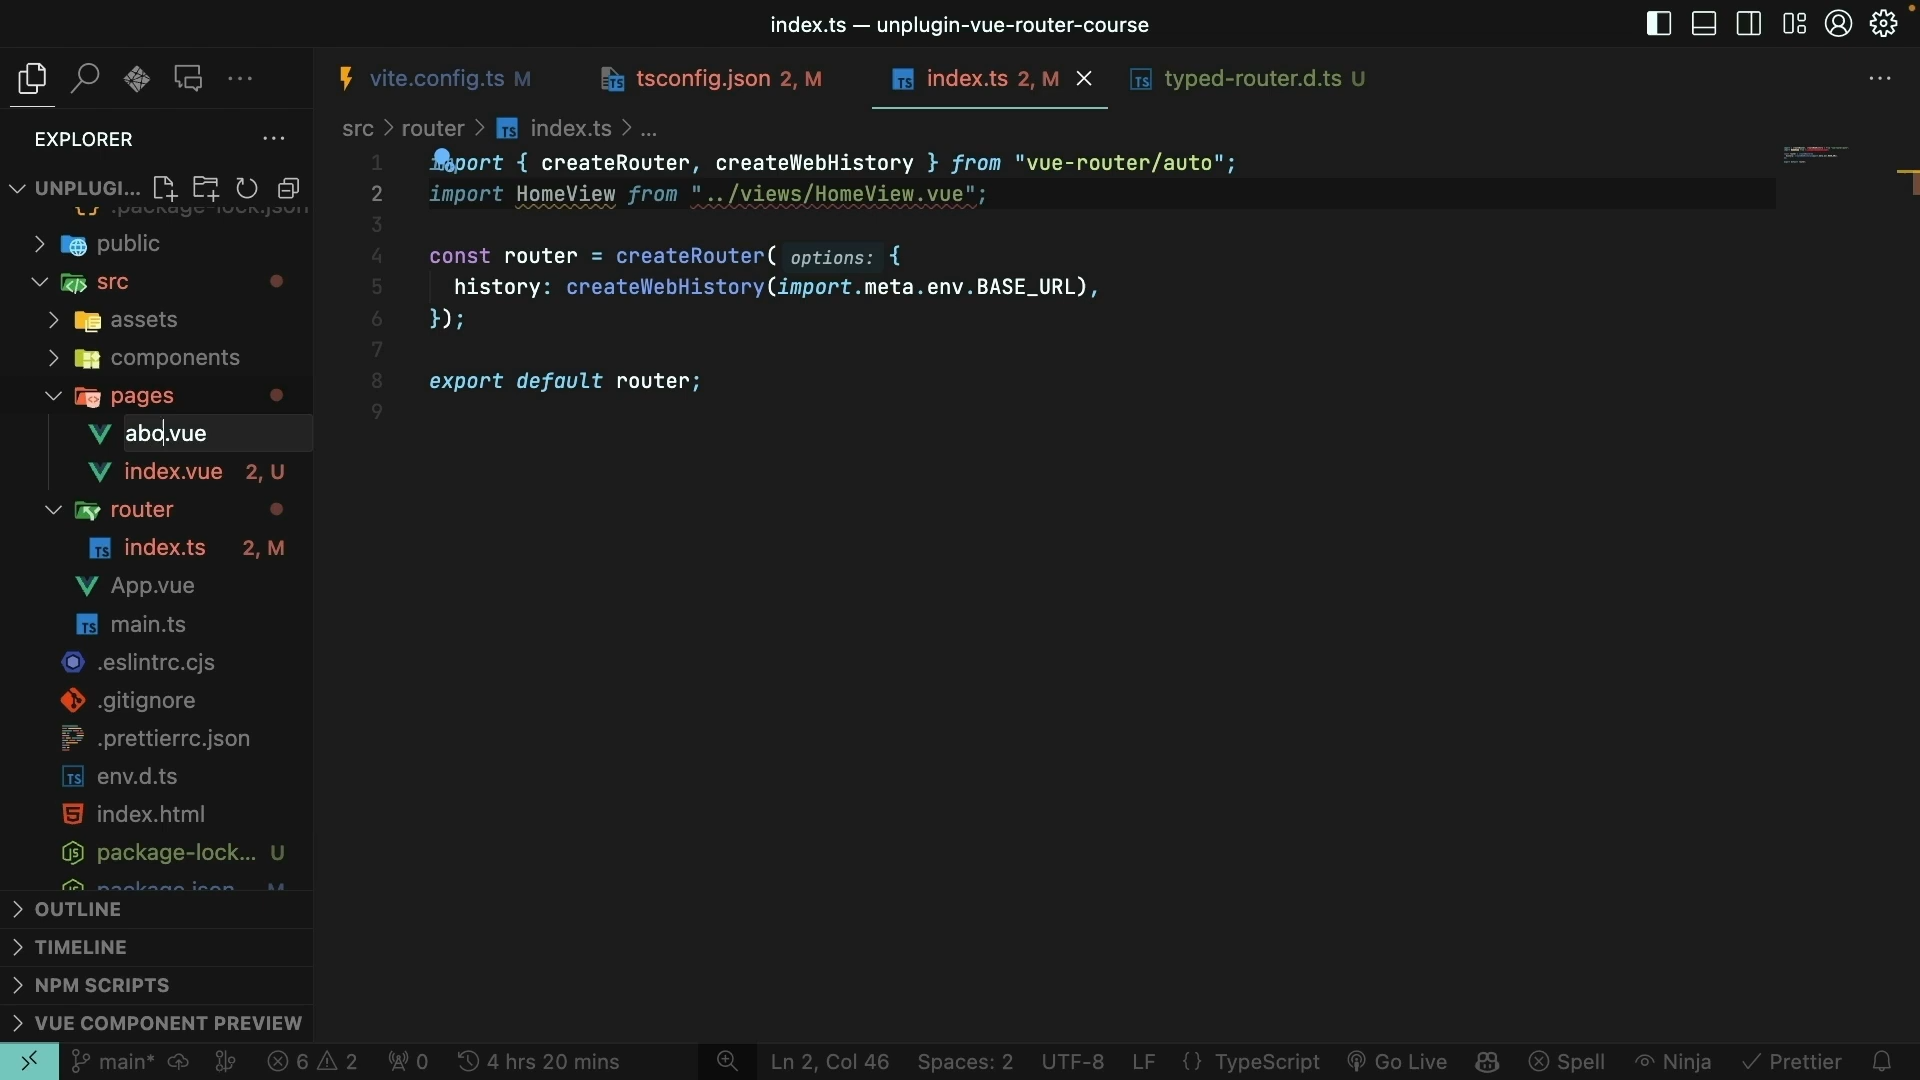 index.ts — unplugin-vue-router-course
vite.config.ts M
tsconfig.json 2, M
index.ts 2, M
typed-router.d.ts U
EXPLORER
src > router > index.ts > ...
UNPLUGI...
.package-lock.json
public
src
assets
components
pages
abo.vue
index.vue 2, U
router
index.ts 2, M
App.vue
main.ts
.eslintrc.cjs
.gitignore
.prettierrc.json
env.d.ts
index.html
package-lock... U
package.json M
OUTLINE
TIMELINE
NPM SCRIPTS
VUE COMPONENT PREVIEW
1 import { createRouter, createWebHistory } from "vue-router/auto";
2 import HomeView from "../views/HomeView.vue";
3
4 const router = createRouter( options: {
5 history: createWebHistory(import.meta.env.BASE_URL),
6 });
7
8 export default router;
9
main* 6 2 0 4 hrs 20 mins Ln 2, Col 46 Spaces: 2 UTF-8 LF {} TypeScript Go Live Spell Ninja Prettier